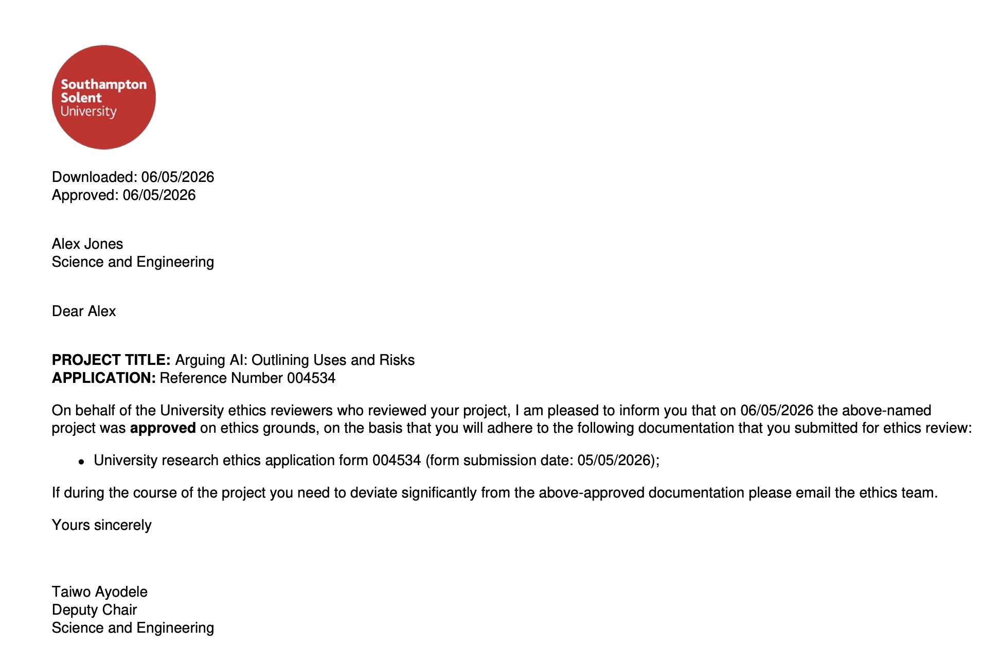 Southampton
Solent
University
Downloaded: 06/05/2026
Approved: 06/05/2026
Alex Jones
Science and Engineering
Dear Alex
PROJECT TITLE: Arguing AI: Outlining Uses and Risks
APPLICATION: Reference Number 004534
On behalf of the University ethics reviewers who reviewed your project, I am pleased to inform you that on 06/05/2026 the above-named
project was approved on ethics grounds, on the basis that you will adhere to the following documentation that you submitted for ethics review:
• University research ethics application form 004534 (form submission date: 05/05/2026);
If during the course of the project you need to deviate significantly from the above-approved documentation please email the ethics team.
Yours sincerely
Taiwo Ayodele
Deputy Chair
Science and Engineering